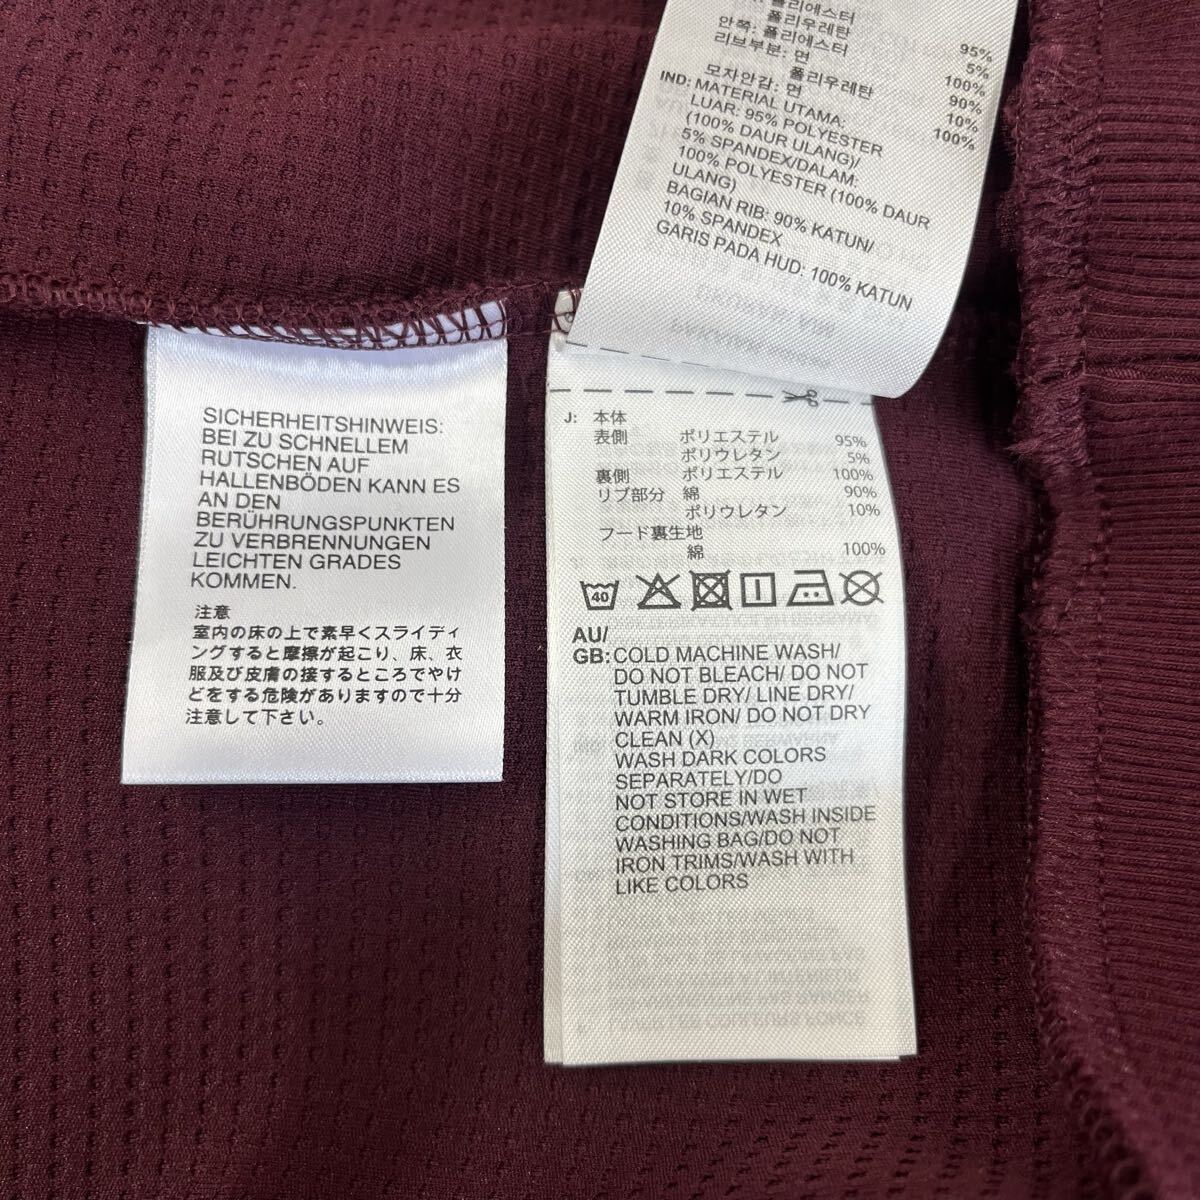 SICHERHEITSHINWEIS:
BEI ZU SCHNELLEM
RUTSCHEN AUF
HALLENBÖDEN KANN ES
AN DEN
BERÜHRUNGSPUNKTEN
ZU VERBRENNUNGEN
LEICHTEN GRADES
KOMMEN.
注意
室内の床の上で素早くスライディ
ングすると摩擦が起こり、床、衣
服及び皮膚の接するところでやけ
どをする危険がありますので十分
注意して下さい。
폴리에스터 95%
폴리우레탄 5%
안쪽: 폴리에스터 100%
리브부분: 면 90%
폴리우레탄 10%
모자안감: 면 100%
IND: MATERIAL UTAMA:
LUAR: 95% POLYESTER
(100% DAUR ULANG)/
5% SPANDEX/DALAM:
100% POLYESTER (100% DAUR
ULANG)
BAGIAN RIB: 90% KATUN/
10% SPANDEX
GARIS PADA HUD: 100% KATUN
J: 本体
表側 ポリエステル 95%
ポリウレタン 5%
裏側 ポリエステル 100%
リブ部分 綿 90%
ポリウレタン 10%
フード裏生地
綿 100%
40
AU/
GB: COLD MACHINE WASH/
DO NOT BLEACH/ DO NOT
TUMBLE DRY/ LINE DRY/
WARM IRON/ DO NOT DRY
CLEAN (X)
WASH DARK COLORS
SEPARATELY/DO
NOT STORE IN WET
CONDITIONS/WASH INSIDE
WASHING BAG/DO NOT
IRON TRIMS/WASH WITH
LIKE COLORS